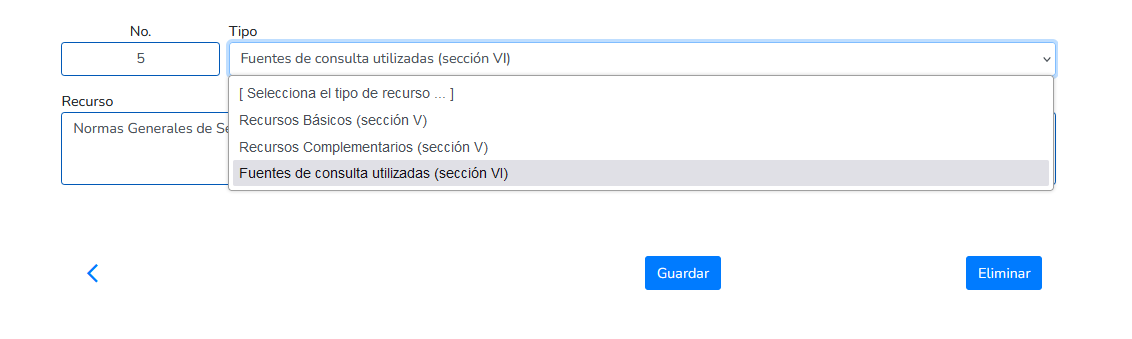 No.
Tipo
5
Fuentes de consulta utilizadas (sección VI)
[ Selecciona el tipo de recurso ... ]
Recursos Básicos (sección V)
Recursos Complementarios (sección V)
Fuentes de consulta utilizadas (sección VI)
Recurso
Normas Generales de
Guardar
Eliminar